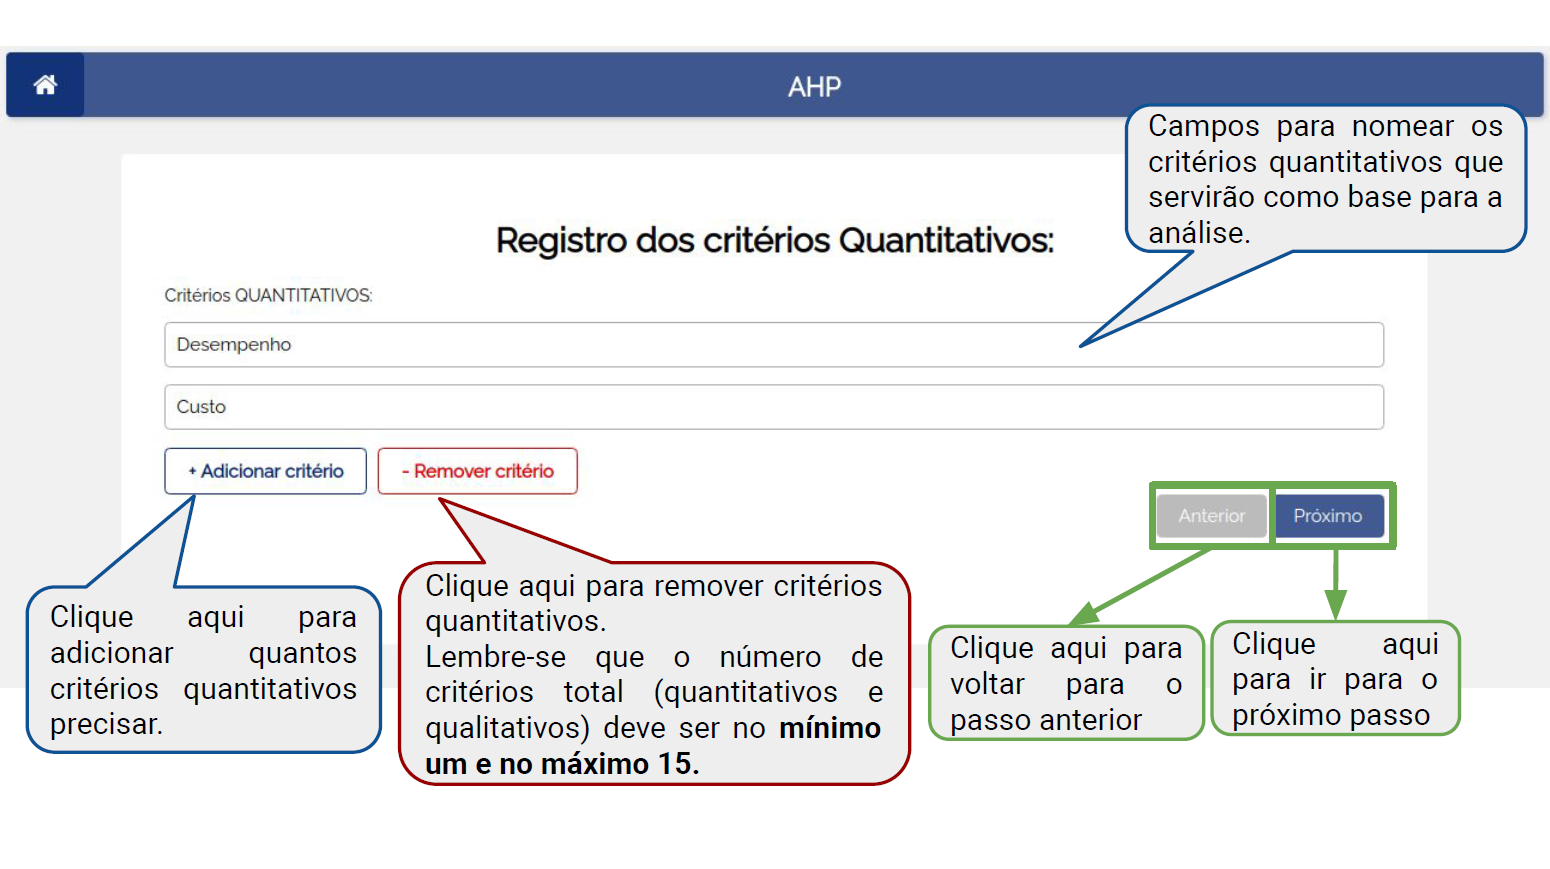 AHP
Campos para nomear os
critérios quantitativos que
servirão como base para a
análise.
Registro dos critérios Quantitativos:
Critérios QUANTITATIVOS:
Desempenho
Custo
+ Adicionar critério
- Remover critério
Anterior
Próximo
Clique aqui para
adicionar quantos
critérios quantitativos
precisar.
Clique aqui para remover critérios
quantitativos.
Lembre-se que o número de
critérios total (quantitativos e
qualitativos) deve ser no mínimo
um e no máximo 15.
Clique aqui para
voltar para o
passo anterior
Clique aqui
para ir para o
próximo passo